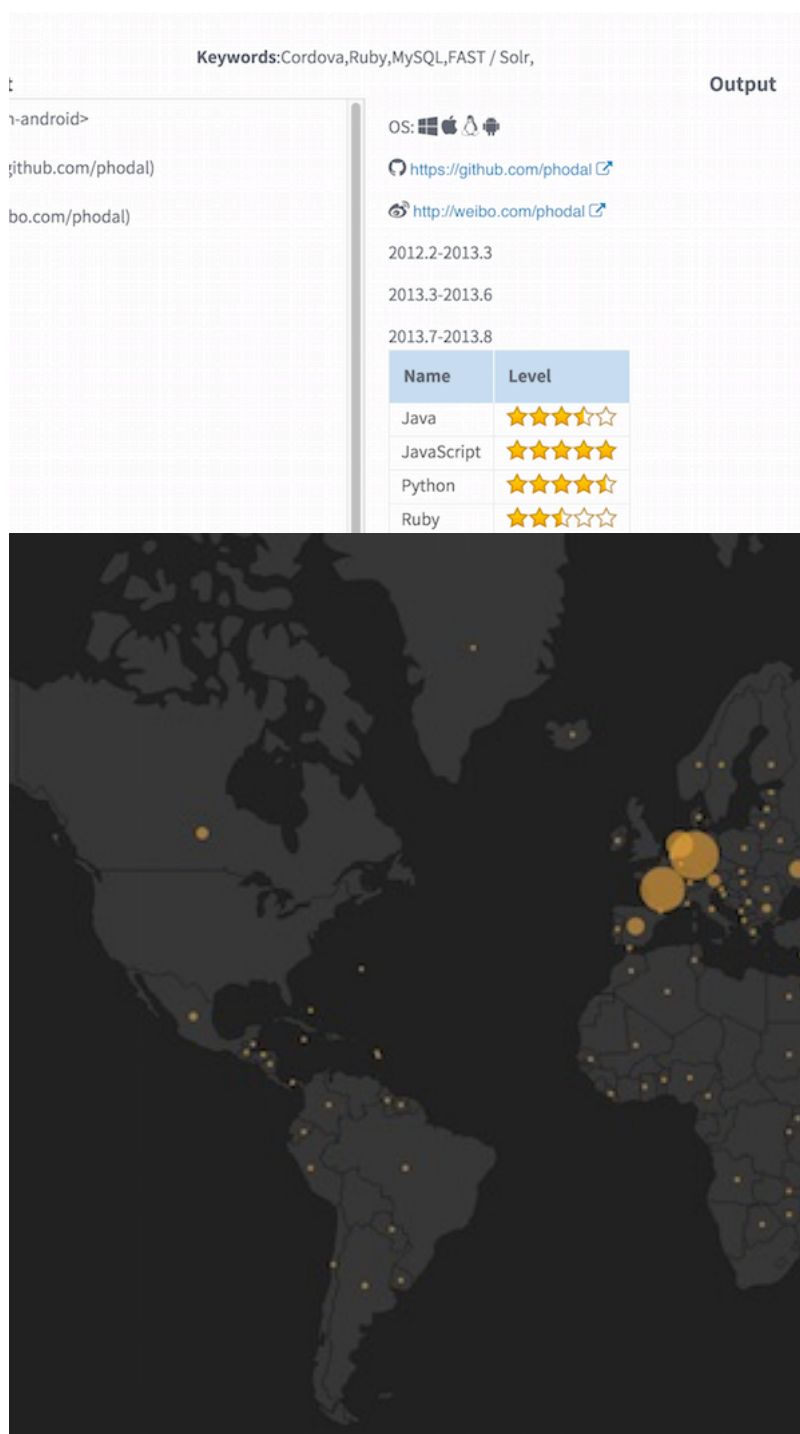 Keywords:Cordova,Ruby,MySQL,FAST / Solr,
Output
-android>
github.com/phodal)
bo.com/phodal)
OS:
https://github.com/phodal
http://weibo.com/phodal
2012.2-2013.3
2013.3-2013.6
2013.7-2013.8
Name Level
Java
JavaScript
Python
Ruby